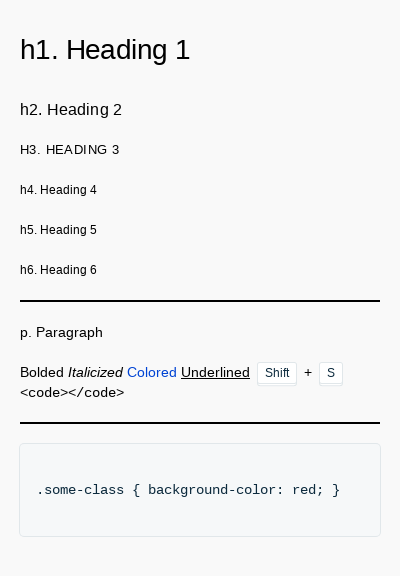 h1. Heading 1
h2. Heading 2
H3. HEADING 3
h4. Heading 4
h5. Heading 5
h6. Heading 6
p. Paragraph
Bolded Italicized Colored Underlined Shift + S
<code></code>
.some-class { background-color: red; }